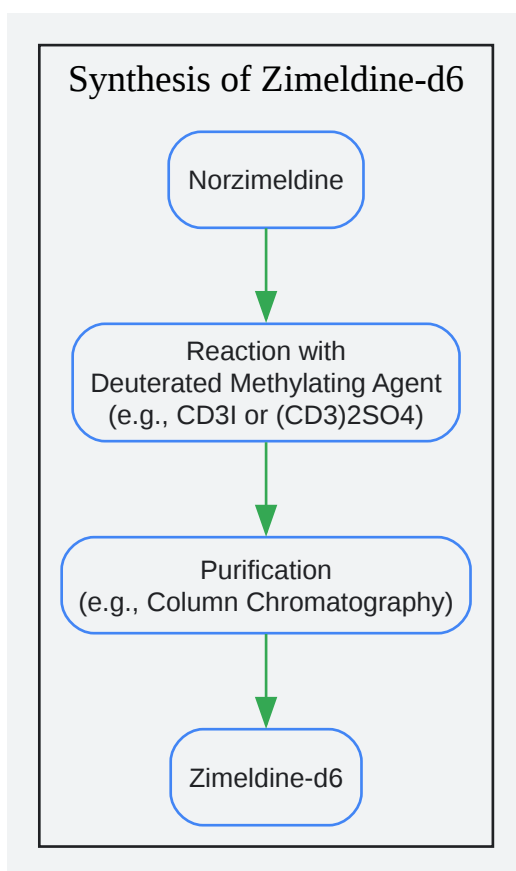 Synthesis of Zimeldine-d6
Norzimeldine
Reaction with
Deuterated Methylating Agent
(e.g., CD3I or (CD3)2SO4)
Purification
(e.g., Column Chromatography)
Zimeldine-d6